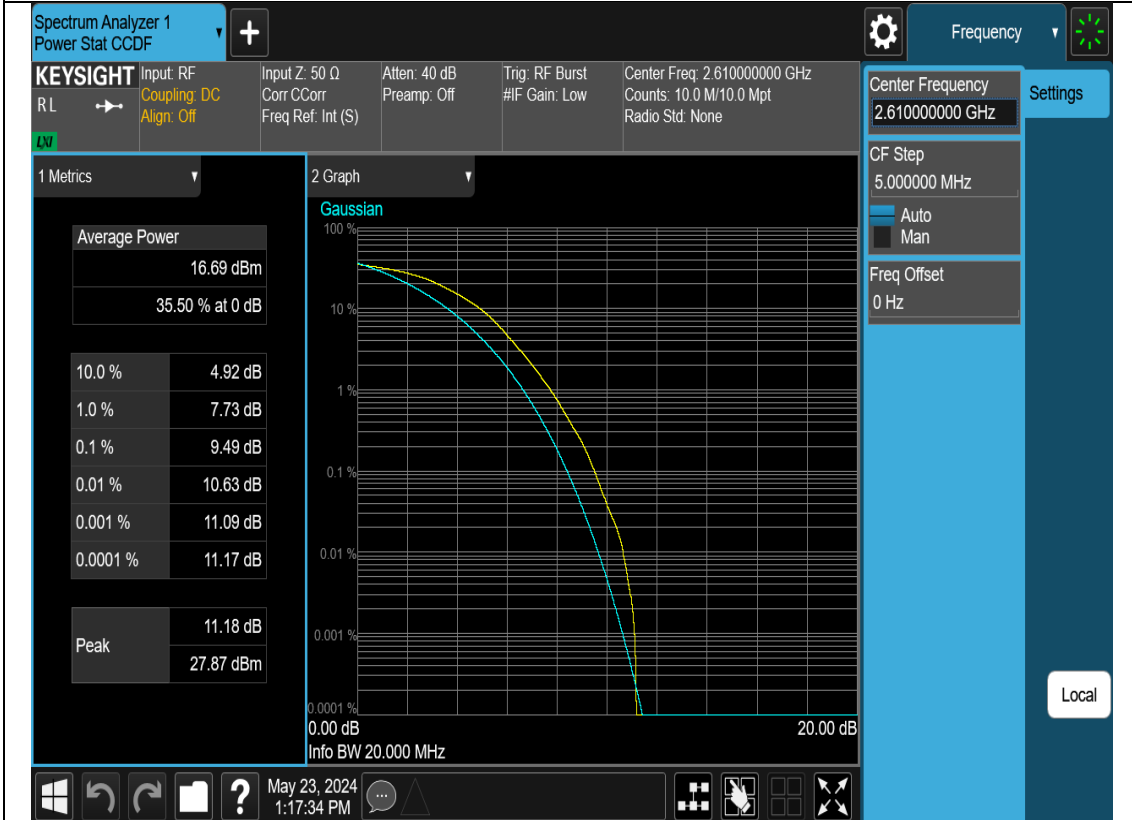 Spectrum Analyzer 1
Power Stat CCDF
+
Frequency
KEYSIGHT
RL
LXI
Input: RF
Coupling: DC
Align: Off
Input Z: 50 Ω
Corr CCorr
Freq Ref: Int (S)
Atten: 40 dB
Preamp: Off
Trig: RF Burst
#IF Gain: Low
Center Freq: 2.610000000 GHz
Counts: 10.0 M/10.0 Mpt
Radio Std: None
Center Frequency
2.610000000 GHz
Settings
CF Step
5.000000 MHz
Auto
Man
Freq Offset
0 Hz
1 Metrics
Average Power
16.69 dBm
35.50 % at 0 dB
10.0 % 4.92 dB
1.0 % 7.73 dB
0.1 % 9.49 dB
0.01 % 10.63 dB
0.001 % 11.09 dB
0.0001 % 11.17 dB
Peak
11.18 dB
27.87 dBm
2 Graph
Gaussian
100 %
10 %
1 %
0.1 %
0.01 %
0.001 %
0.0001 %
0.00 dB 20.00 dB
Info BW 20.000 MHz
Local
?
May 23, 2024
1:17:34 PM